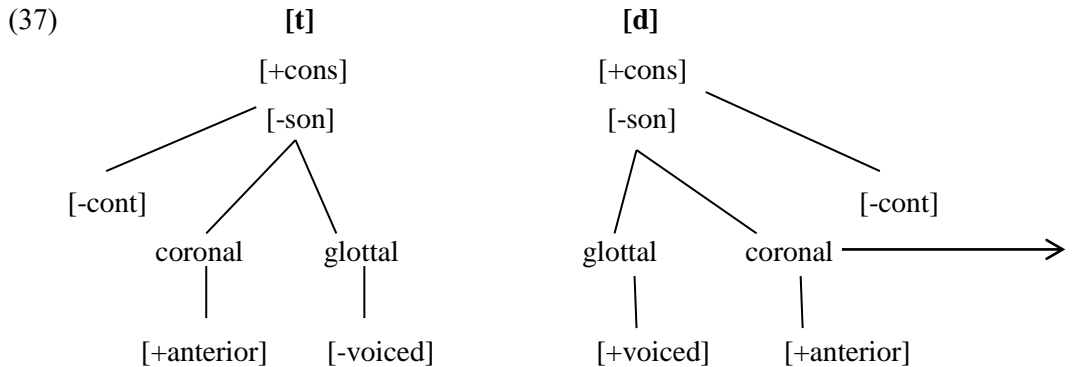 (37) [t] [d]
[+cons] [+cons]
[-son] [-son]
[-cont] [-cont]
coronal glottal glottal coronal
[+anterior] [-voiced] [+voiced] [+anterior]